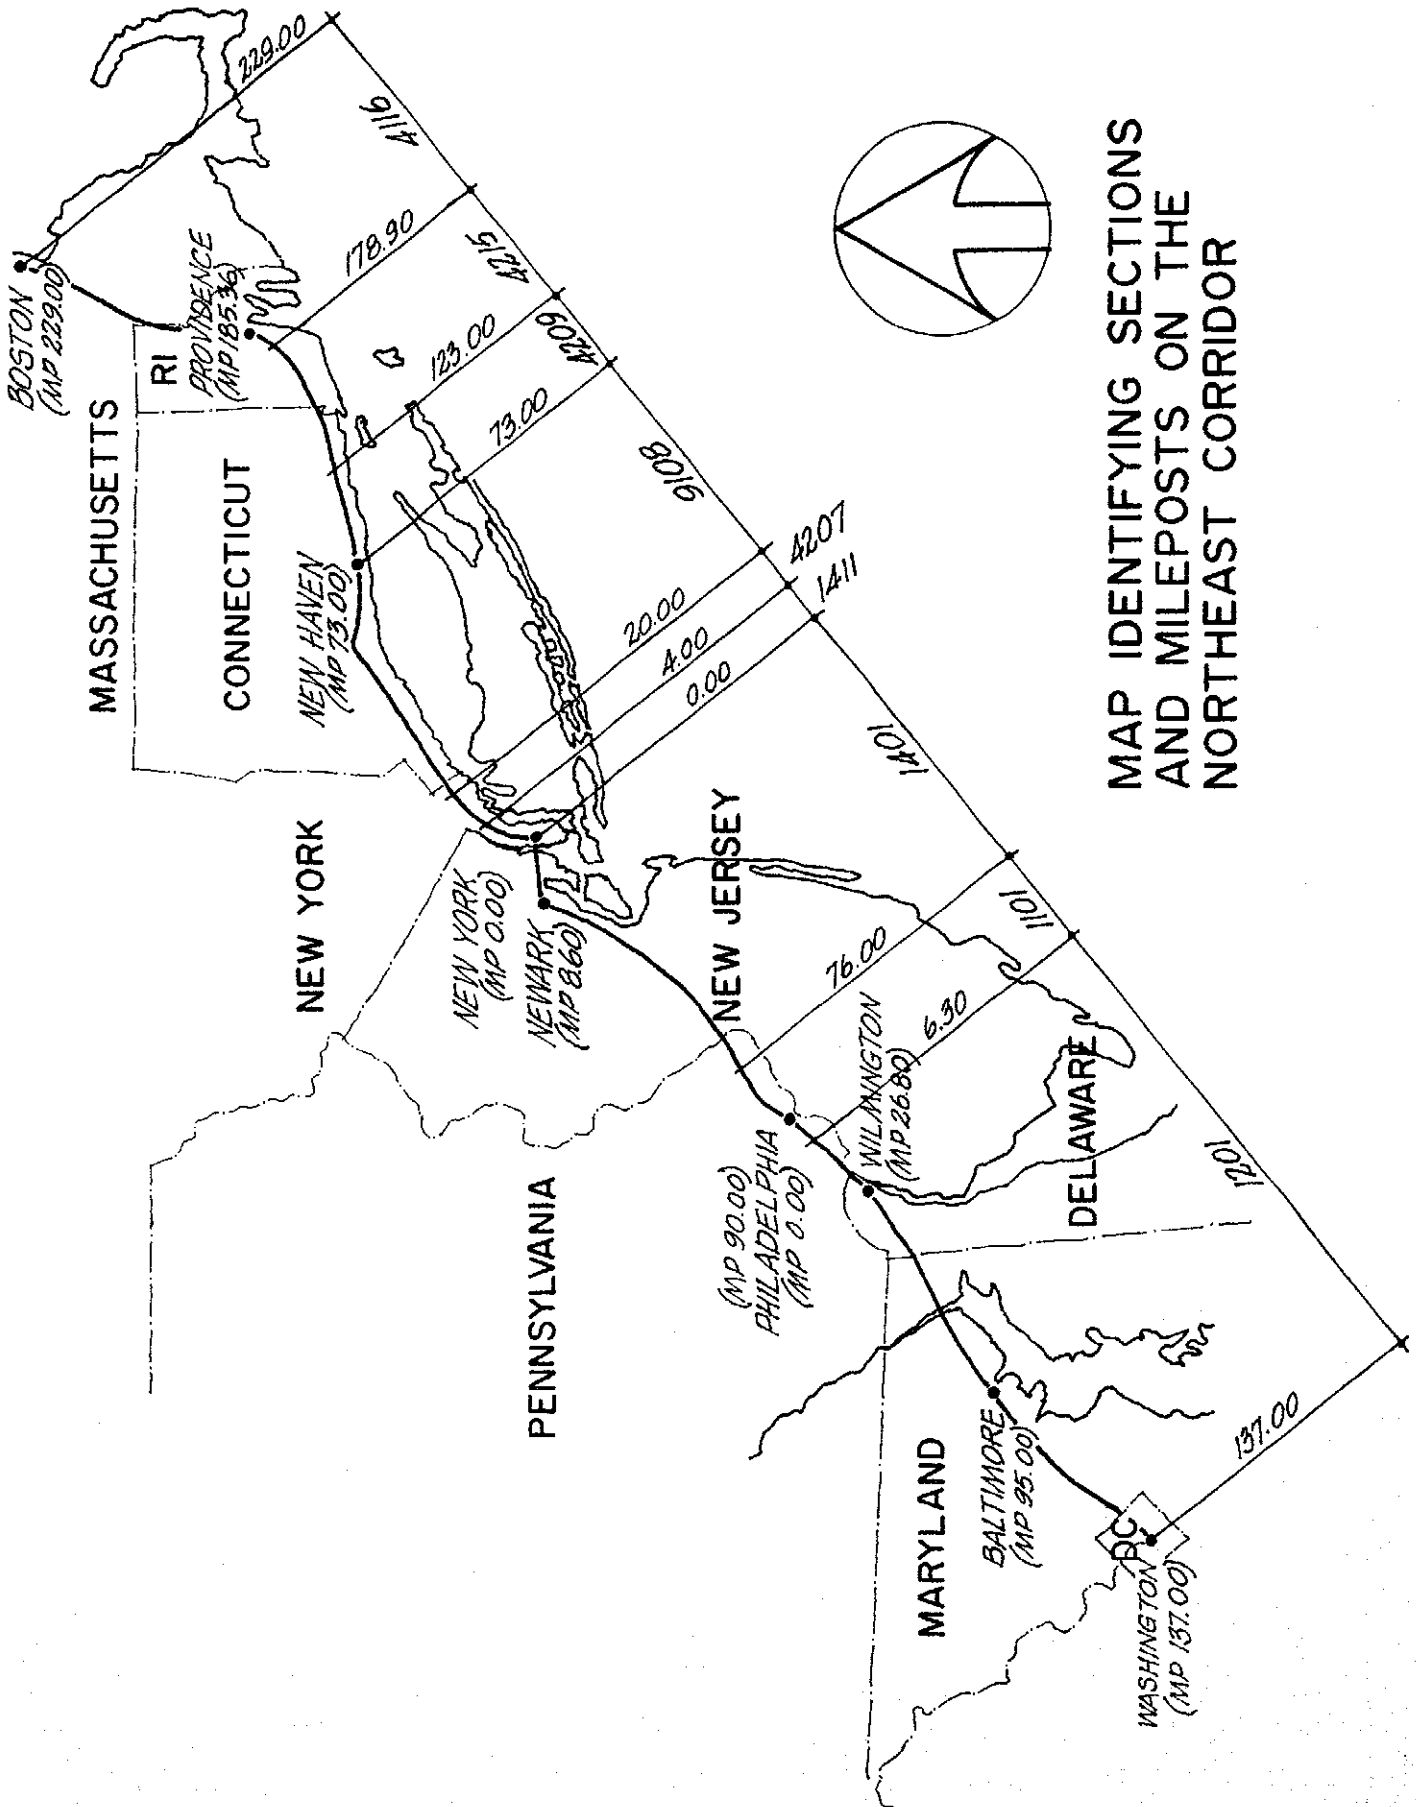 BOSTON
(MP 229.00)
MASSACHUSETTS
RI
PROVIDENCE
(MP 185.36)
CONNECTICUT
NEW HAVEN
(MP 73.00)
NEW YORK
NEW YORK
(MP 0.00)
NEWARK
(MP 8.60)
NEW JERSEY
PENNSYLVANIA
(MP 90.00)
PHILADELPHIA
(MP 0.00)
WILMINGTON
(MP 26.80)
DELAWARE
MARYLAND
BALTIMORE
(MP 95.00)
DC
WASHINGTON
(MP 137.00)
229.00
178.90
123.00
73.00
20.00
4.00
0.00
76.00
6.30
137.00
4116
4215
4209
9108
4207
1411
1401
1101
1201
MAP IDENTIFYING SECTIONS
AND MILEPOSTS ON THE
NORTHEAST CORRIDOR